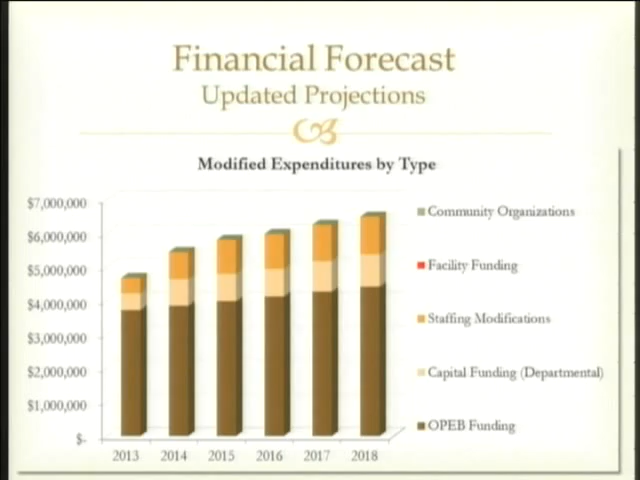 Financial Forecast
Updated Projections
Modified Expenditures by Type
$7,000,000
$6,000,000
$5,000,000
$4,000,000
$3,000,000
$2,000,000
$1,000,000
$-
2013 2014 2015 2016 2017 2018
Community Organizations
Facility Funding
Staffing Modifications
Capital Funding (Departmental)
OPEB Funding